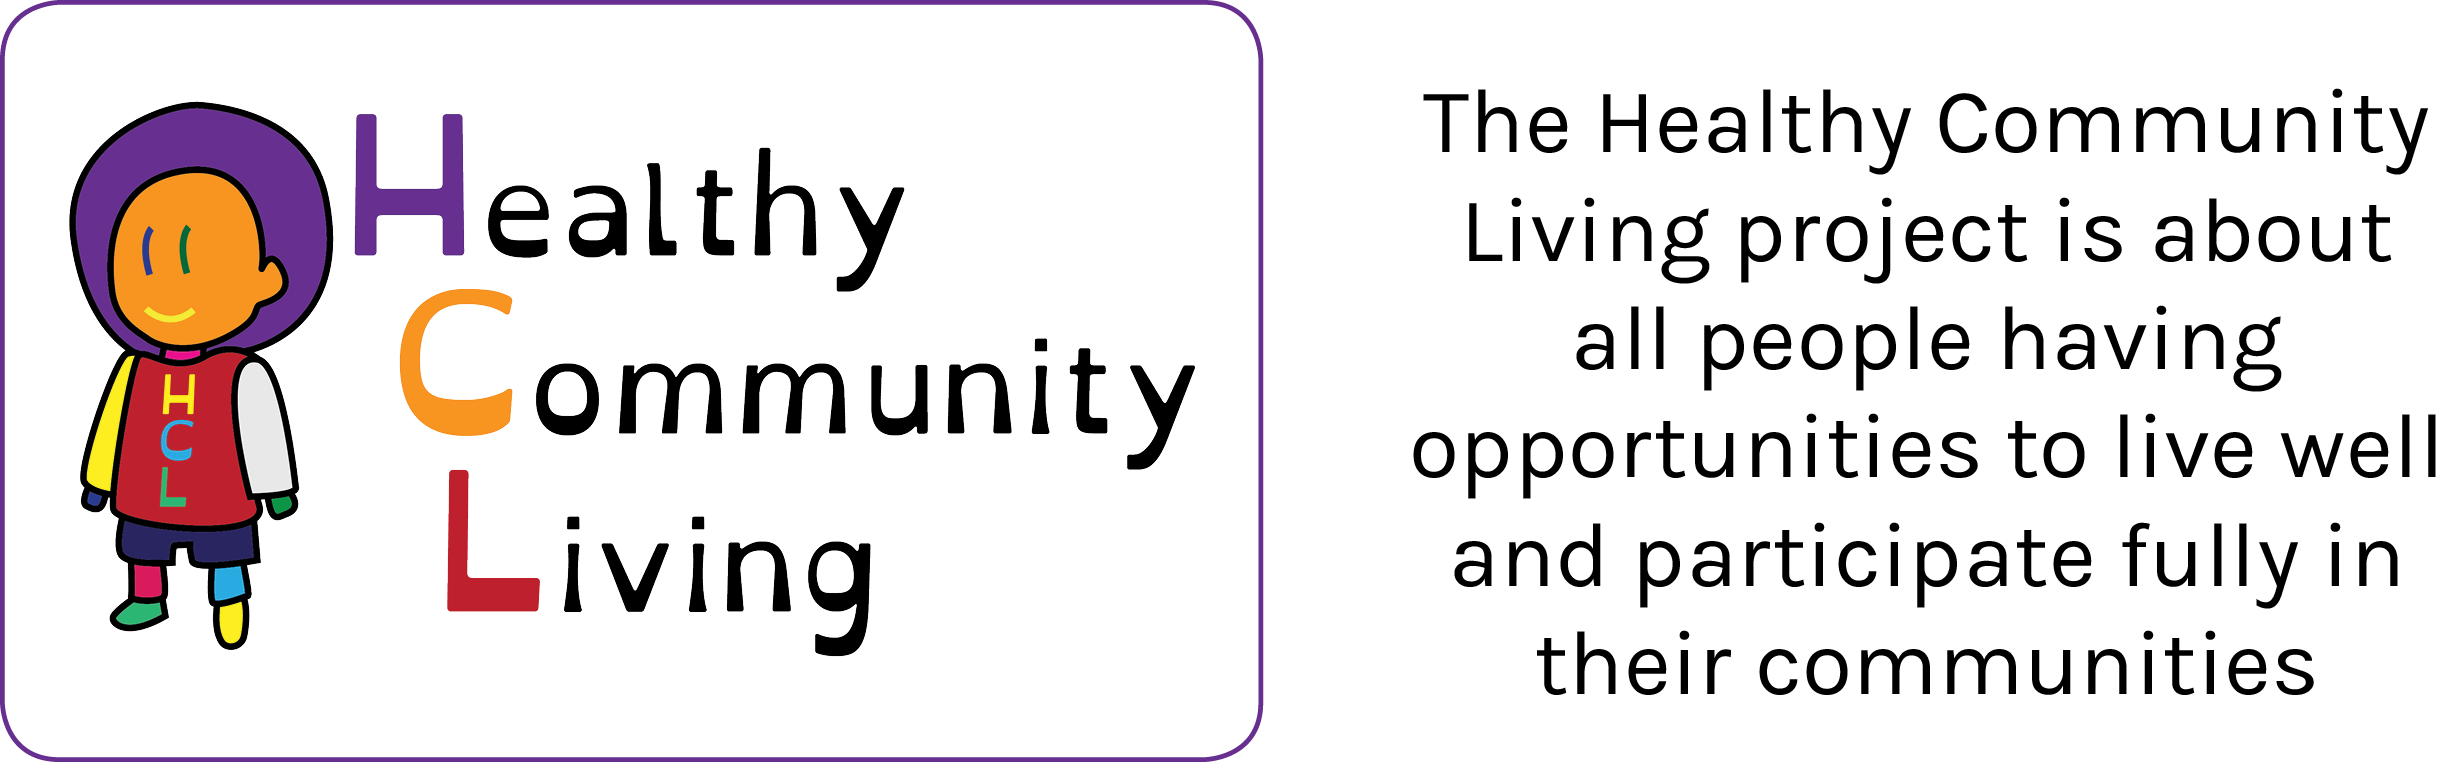 Healthy
Community
Living
H
C
L
The Healthy Community
Living project is about
all people having
opportunities to live well
and participate fully in
their communities